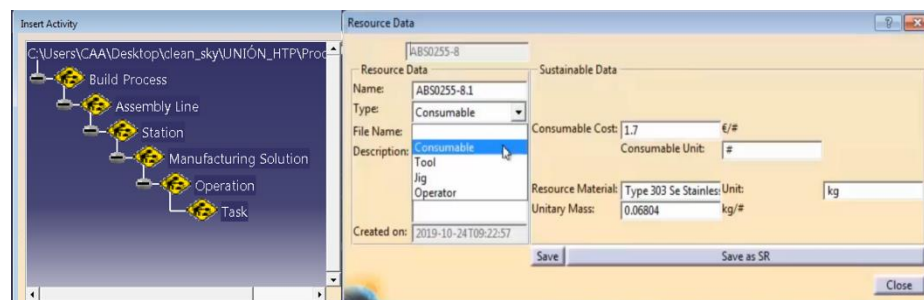 Insert Activity
C:\Users\CAA\Desktop\clean_sky\UNIÓN_HTP\Proc
Build Process
Assembly Line
Station
Manufacturing Solution
Operation
Task
Resource Data
ABS0255-8
Resource Data
Name: ABS0255-8.1
Type: Consumable
File Name:
Consumable
Tool
Jig
Operator
Description:
Created on: 2019-10-24T09:22:57
Sustainable Data
Consumable Cost: 1.7 €/#
Consumable Unit: #
Resource Material: Type 303 Se Stainles Unit: kg
Unitary Mass: 0.06804 kg/#
Save Save as SR
Close